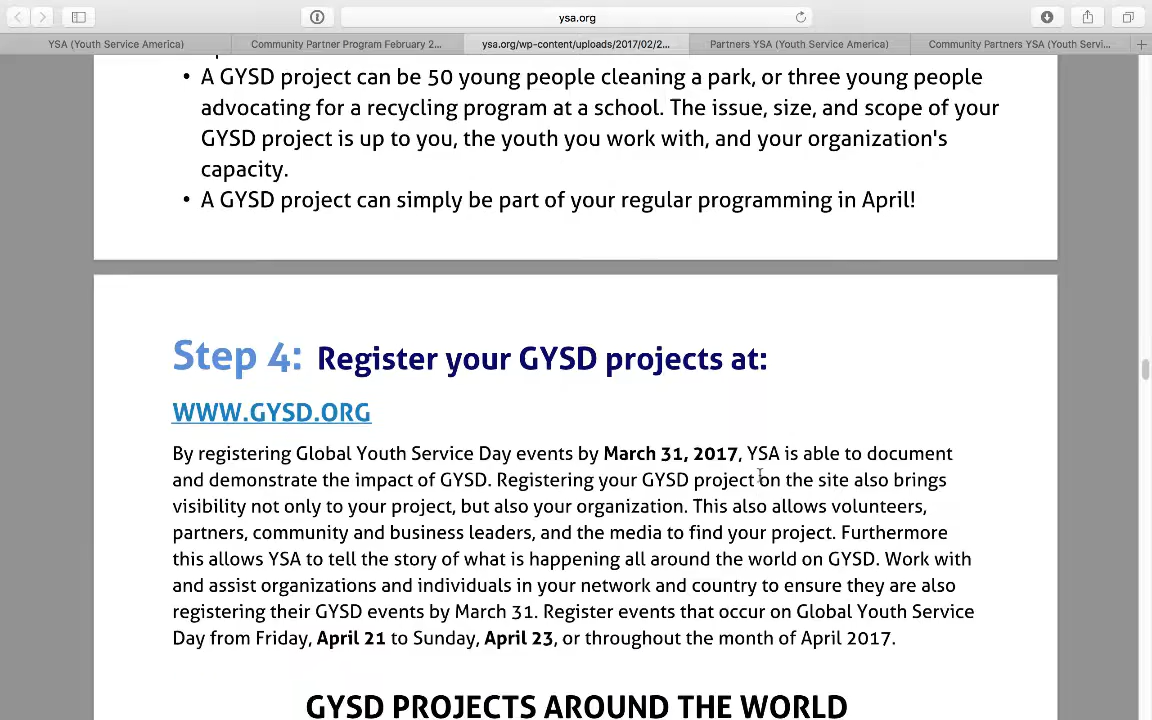 ysa.org
YSA (Youth Service America)
Community Partner Program February 2...
ysa.org/wp-content/uploads/2017/02/2...
Partners YSA (Youth Service America)
Community Partners YSA (Youth Servi...
• A GYSD project can be 50 young people cleaning a park, or three young people
advocating for a recycling program at a school. The issue, size, and scope of your
GYSD project is up to you, the youth you work with, and your organization's
capacity.
• A GYSD project can simply be part of your regular programming in April!
Step 4: Register your GYSD projects at:
WWW.GYSD.ORG
By registering Global Youth Service Day events by March 31, 2017, YSA is able to document
and demonstrate the impact of GYSD. Registering your GYSD project on the site also brings
visibility not only to your project, but also your organization. This also allows volunteers,
partners, community and business leaders, and the media to find your project. Furthermore
this allows YSA to tell the story of what is happening all around the world on GYSD. Work with
and assist organizations and individuals in your network and country to ensure they are also
registering their GYSD events by March 31. Register events that occur on Global Youth Service
Day from Friday, April 21 to Sunday, April 23, or throughout the month of April 2017.
GYSD PROJECTS AROUND THE WORLD